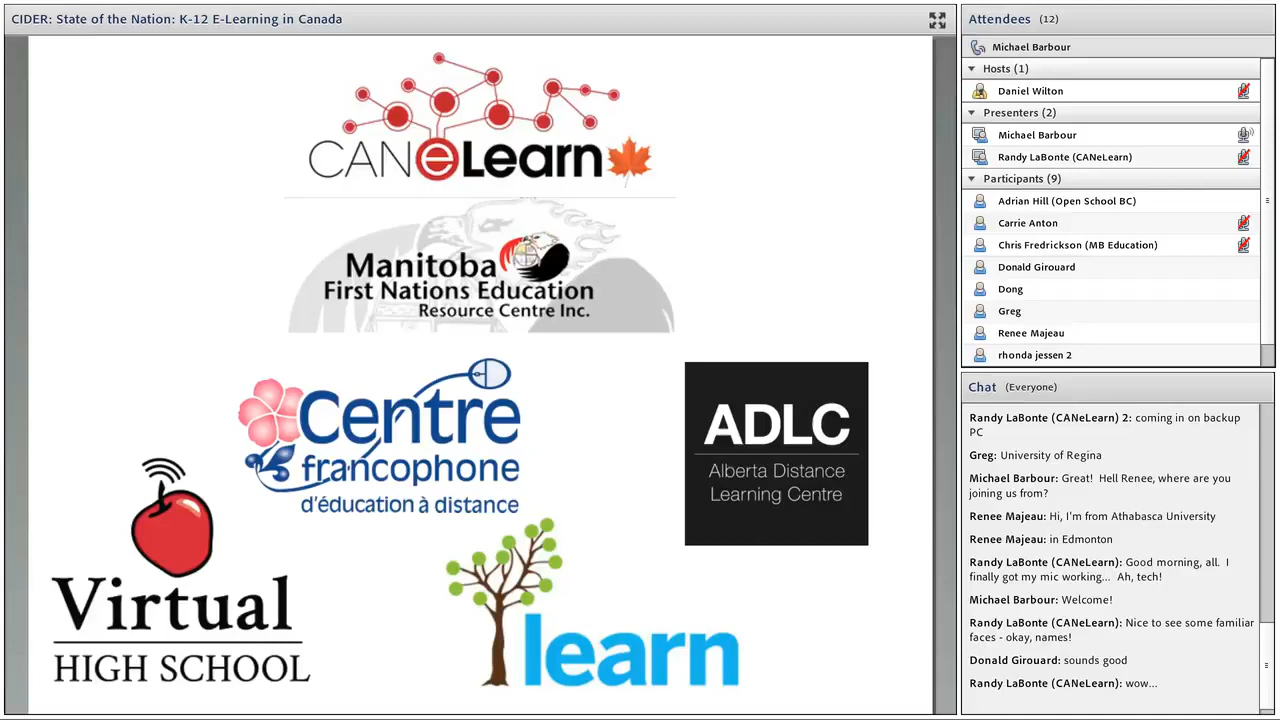 CIDER: State of the Nation: K-12 E-Learning in Canada
CANeLearn
Manitoba
First Nations Education
Resource Centre Inc.
Centre
francophone
d'éducation à distance
ADLC
Alberta Distance
Learning Centre
Virtual
HIGH SCHOOL
learn
Attendees (12)
Michael Barbour
Hosts (1)
Daniel Wilton
Presenters (2)
Michael Barbour
Randy LaBonte (CANeLearn)
Participants (9)
Adrian Hill (Open School BC)
Carrie Anton
Chris Fredrickson (MB Education)
Donald Girouard
Dong
Greg
Renee Majeau
rhonda jessen 2
Chat (Everyone)
Randy LaBonte (CANeLearn) 2: coming in on backup
PC
Greg: University of Regina
Michael Barbour: Great! Hell Renee, where are you
joining us from?
Renee Majeau: Hi, I'm from Athabasca University
Renee Majeau: in Edmonton
Randy LaBonte (CANeLearn): Good morning, all. I
finally got my mic working... Ah, tech!
Michael Barbour: Welcome!
Randy LaBonte (CANeLearn): Nice to see some familiar
faces - okay, names!
Donald Girouard: sounds good
Randy LaBonte (CANeLearn): wow...